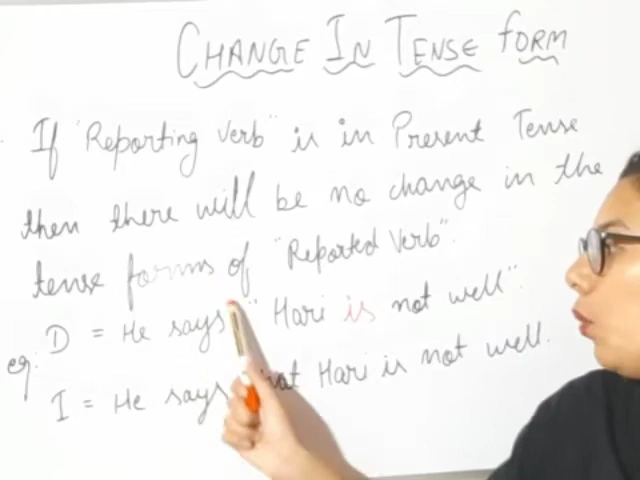 CHANGE IN TENSE FORM
If "Reporting verb" is in Present Tense
then there will be no change in the
tense forms of "Reported Verb".
eg. D = He says "Hari is not well".
I = He says Hari is not well.